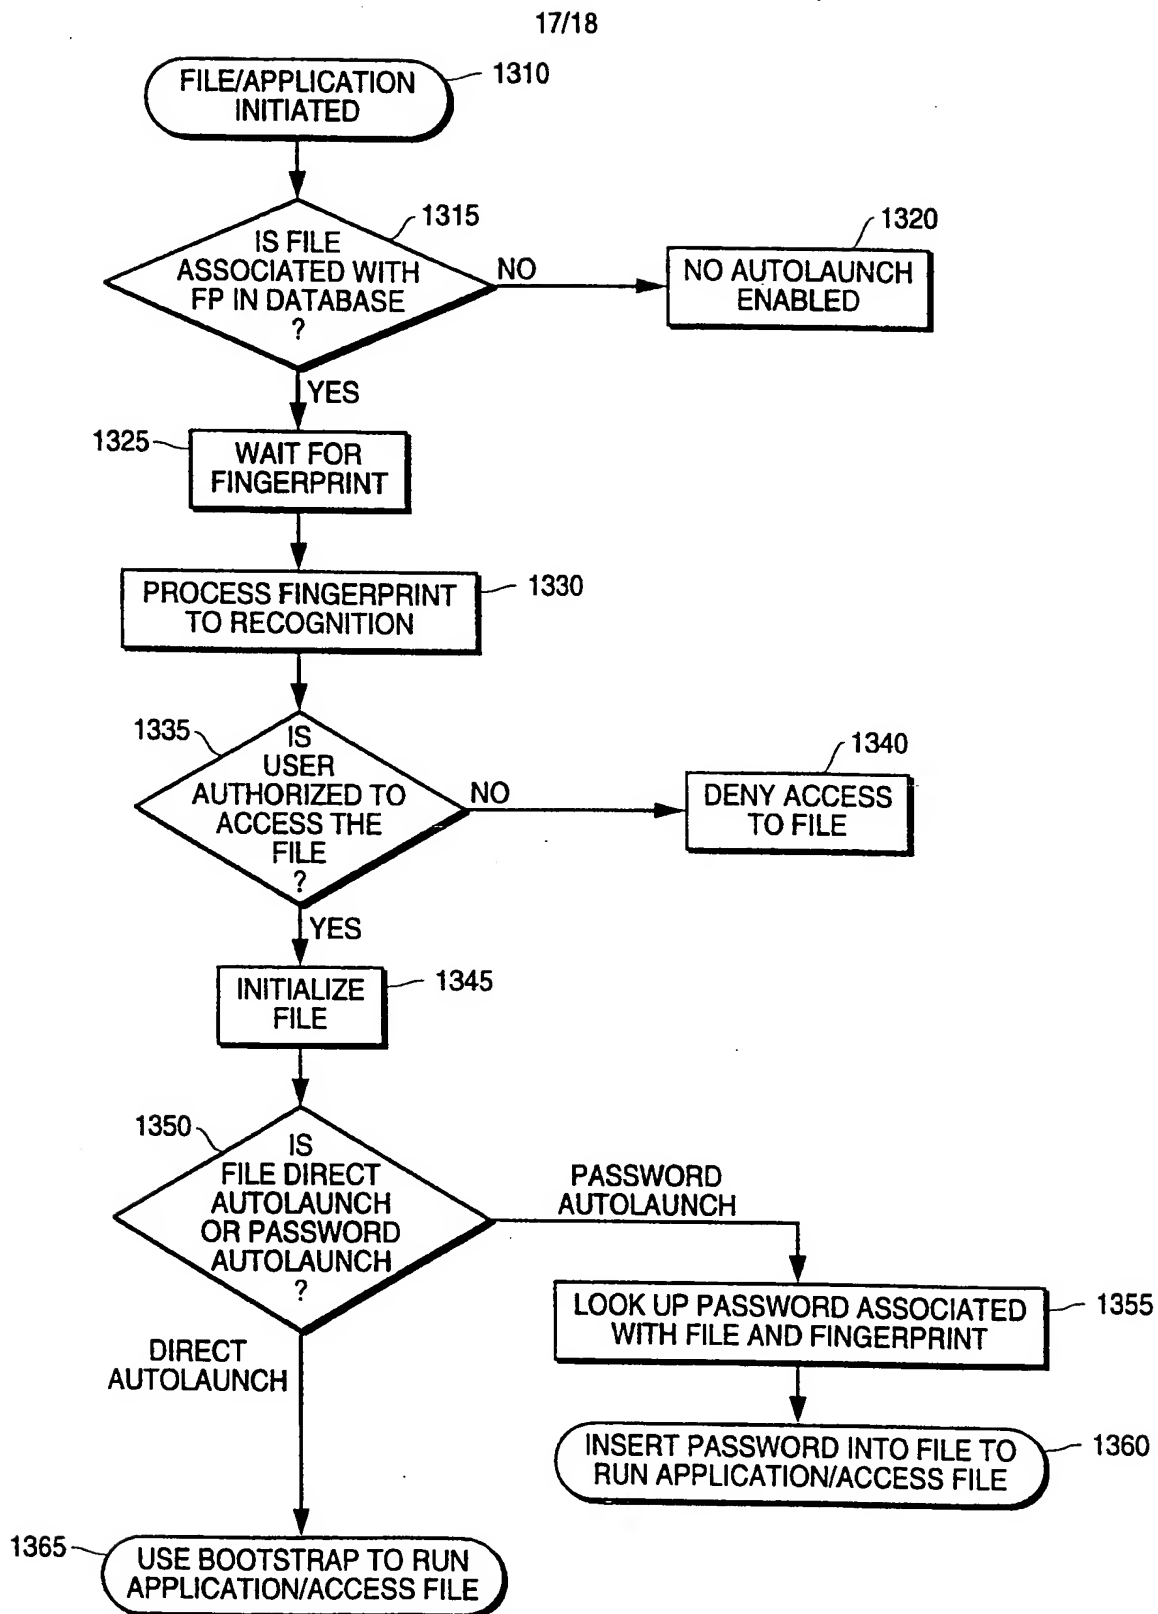 17/18
FILE/APPLICATION
INITIATED
1310
IS FILE
ASSOCIATED WITH
FP IN DATABASE
?
1315
NO
NO AUTOLAUNCH
ENABLED
1320
YES
1325
WAIT FOR
FINGERPRINT
PROCESS FINGERPRINT
TO RECOGNITION
1330
1335
IS
USER
AUTHORIZED TO
ACCESS THE
FILE
?
NO
DENY ACCESS
TO FILE
1340
YES
INITIALIZE
FILE
1345
1350
IS
FILE DIRECT
AUTOLAUNCH
OR PASSWORD
AUTOLAUNCH
?
PASSWORD
AUTOLAUNCH
LOOK UP PASSWORD ASSOCIATED
WITH FILE AND FINGERPRINT
1355
INSERT PASSWORD INTO FILE TO
RUN APPLICATION/ACCESS FILE
1360
DIRECT
AUTOLAUNCH
1365
USE BOOTSTRAP TO RUN
APPLICATION/ACCESS FILE